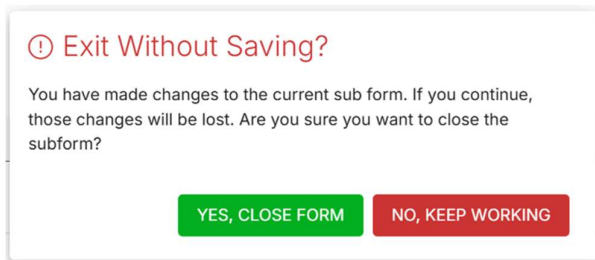 Exit Without Saving?
You have made changes to the current sub form. If you continue,
those changes will be lost. Are you sure you want to close the
subform?
YES, CLOSE FORM
NO, KEEP WORKING